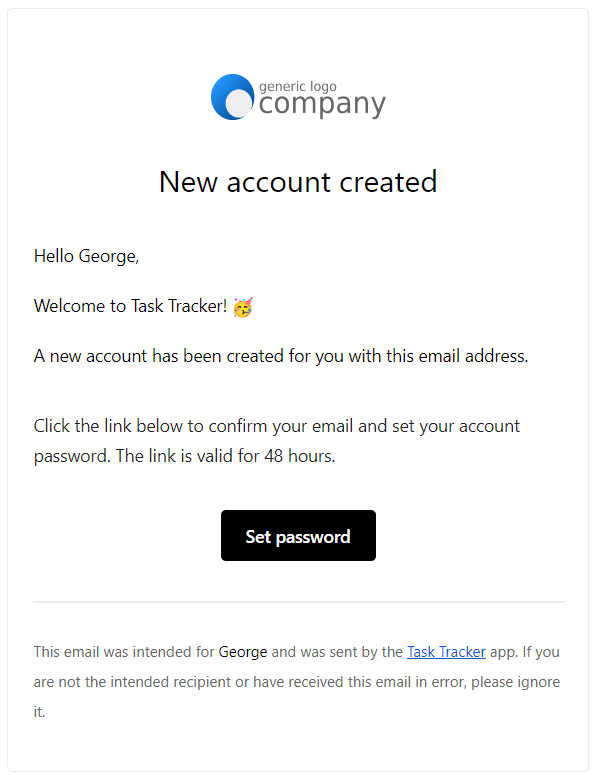 generic logo
company
New account created
Hello George,
Welcome to Task Tracker! 🥳
A new account has been created for you with this email address.
Click the link below to confirm your email and set your account
password. The link is valid for 48 hours.
Set password
This email was intended for George and was sent by the Task Tracker app. If you
are not the intended recipient or have received this email in error, please ignore
it.